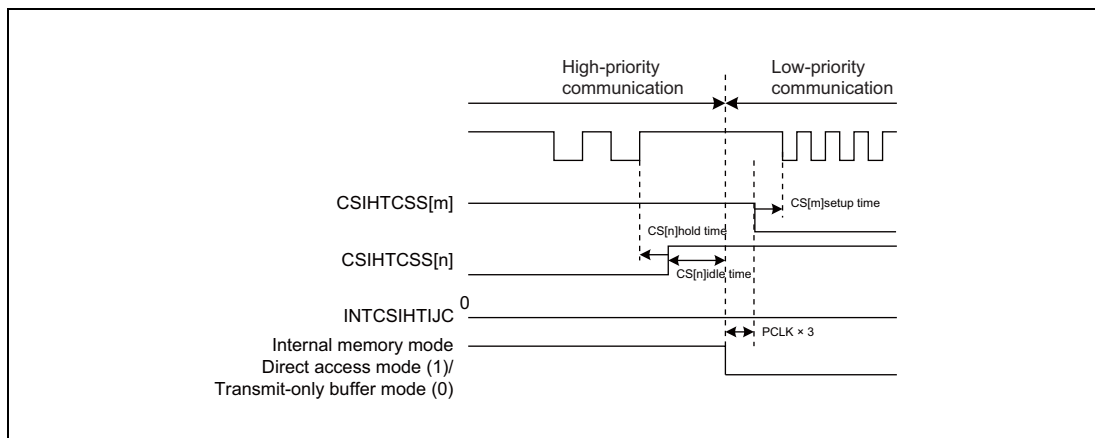 High-priority
communication
Low-priority
communication
CSIHTCSS[m]
CS[m]setup time
CS[n]hold time
CSIHTCSS[n]
CS[n]idle time
0
INTCSIHTIJC
PCLK × 3
Internal memory mode
Direct access mode (1)/
Transmit-only buffer mode (0)